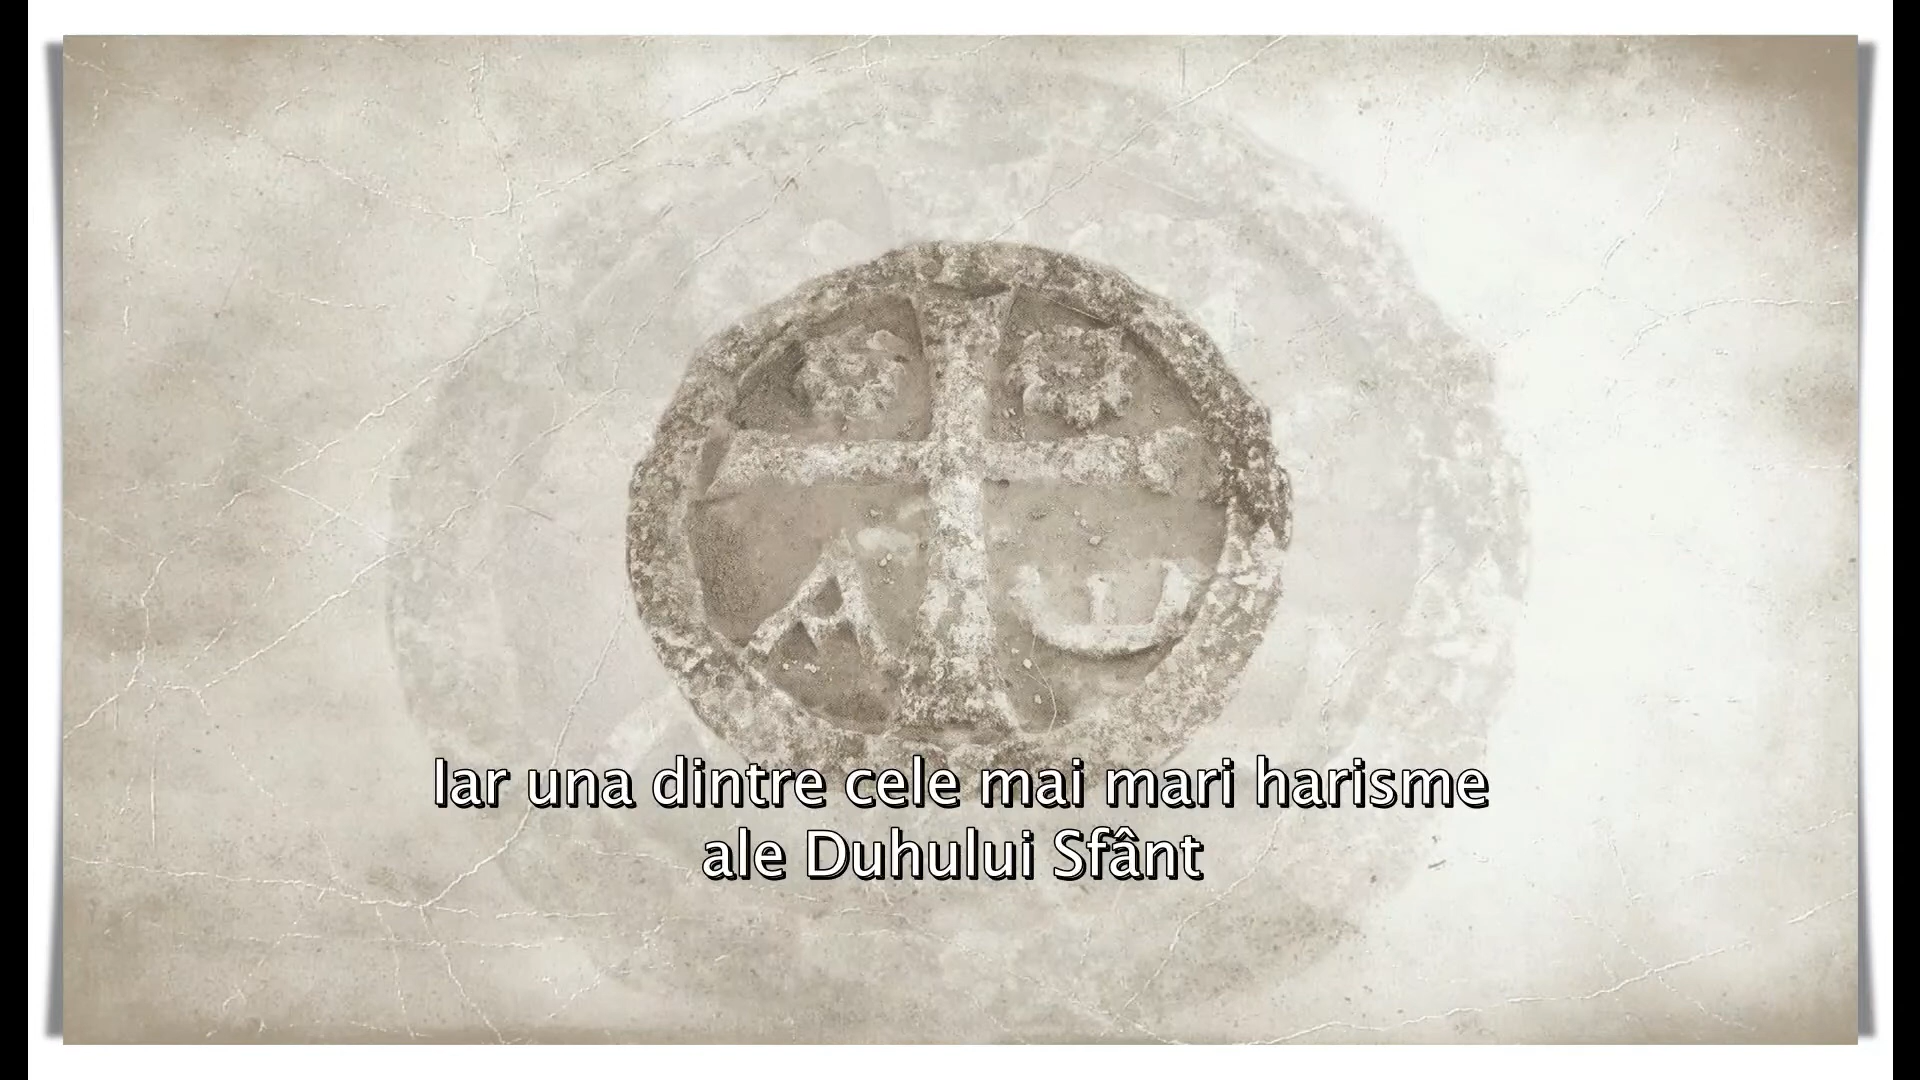 Α ω
Iar una dintre cele mai mari harisme
ale Duhului Sfânt